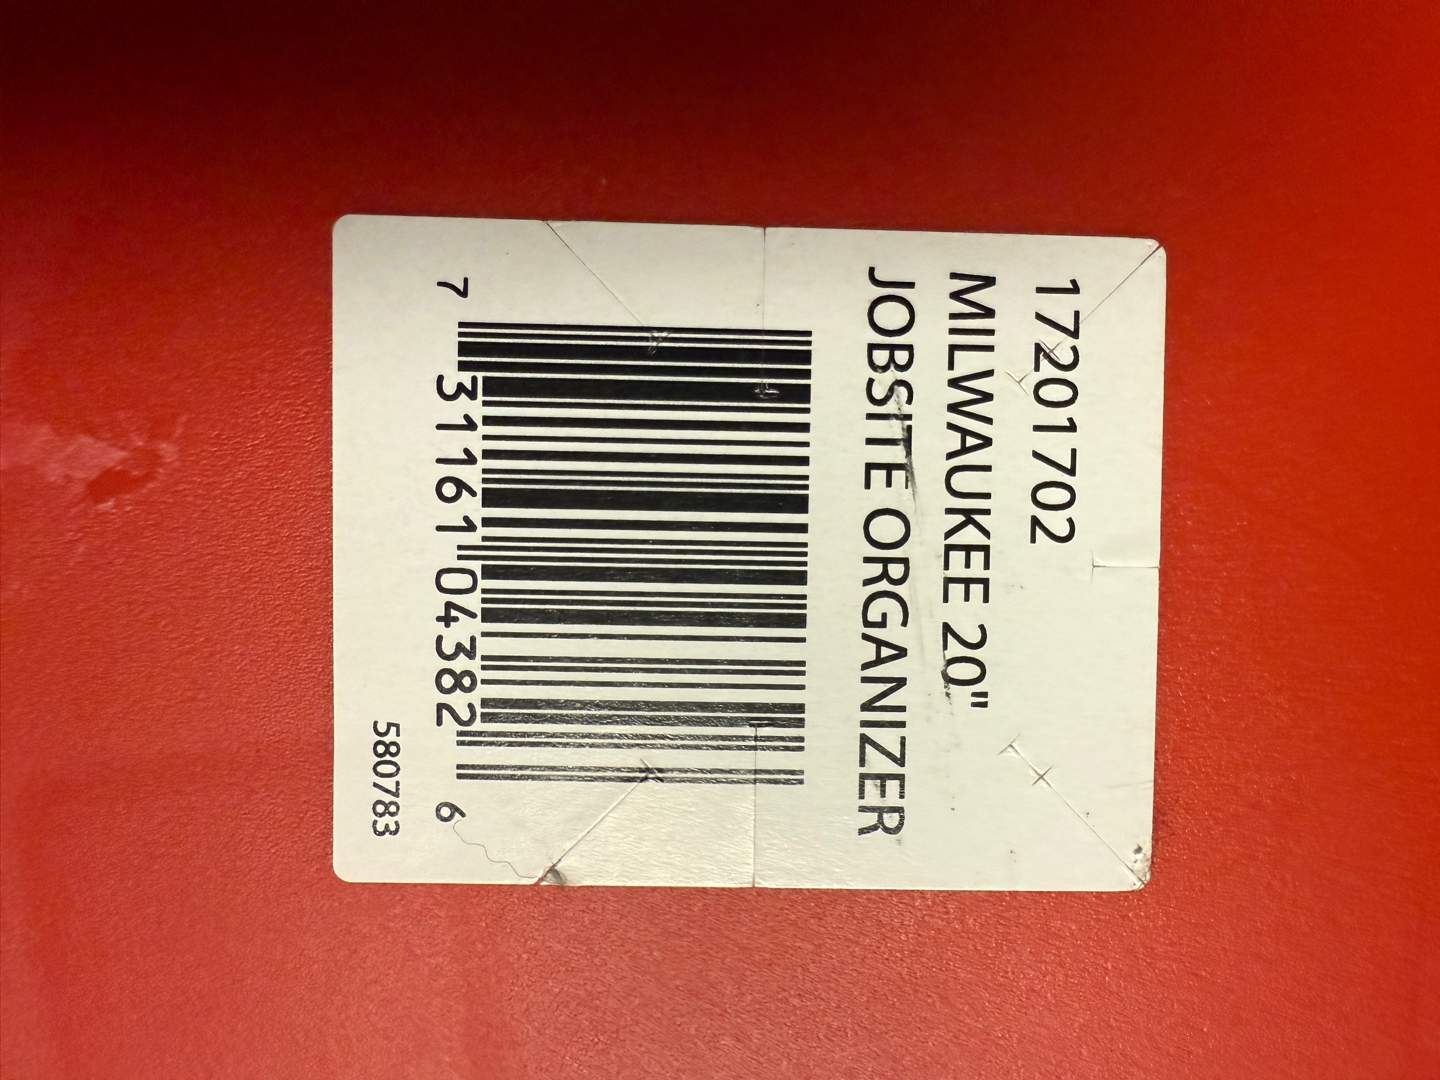 17201702
MILWAUKEE 20"
JOBSITE ORGANIZER
7 31161 04382 6
580783